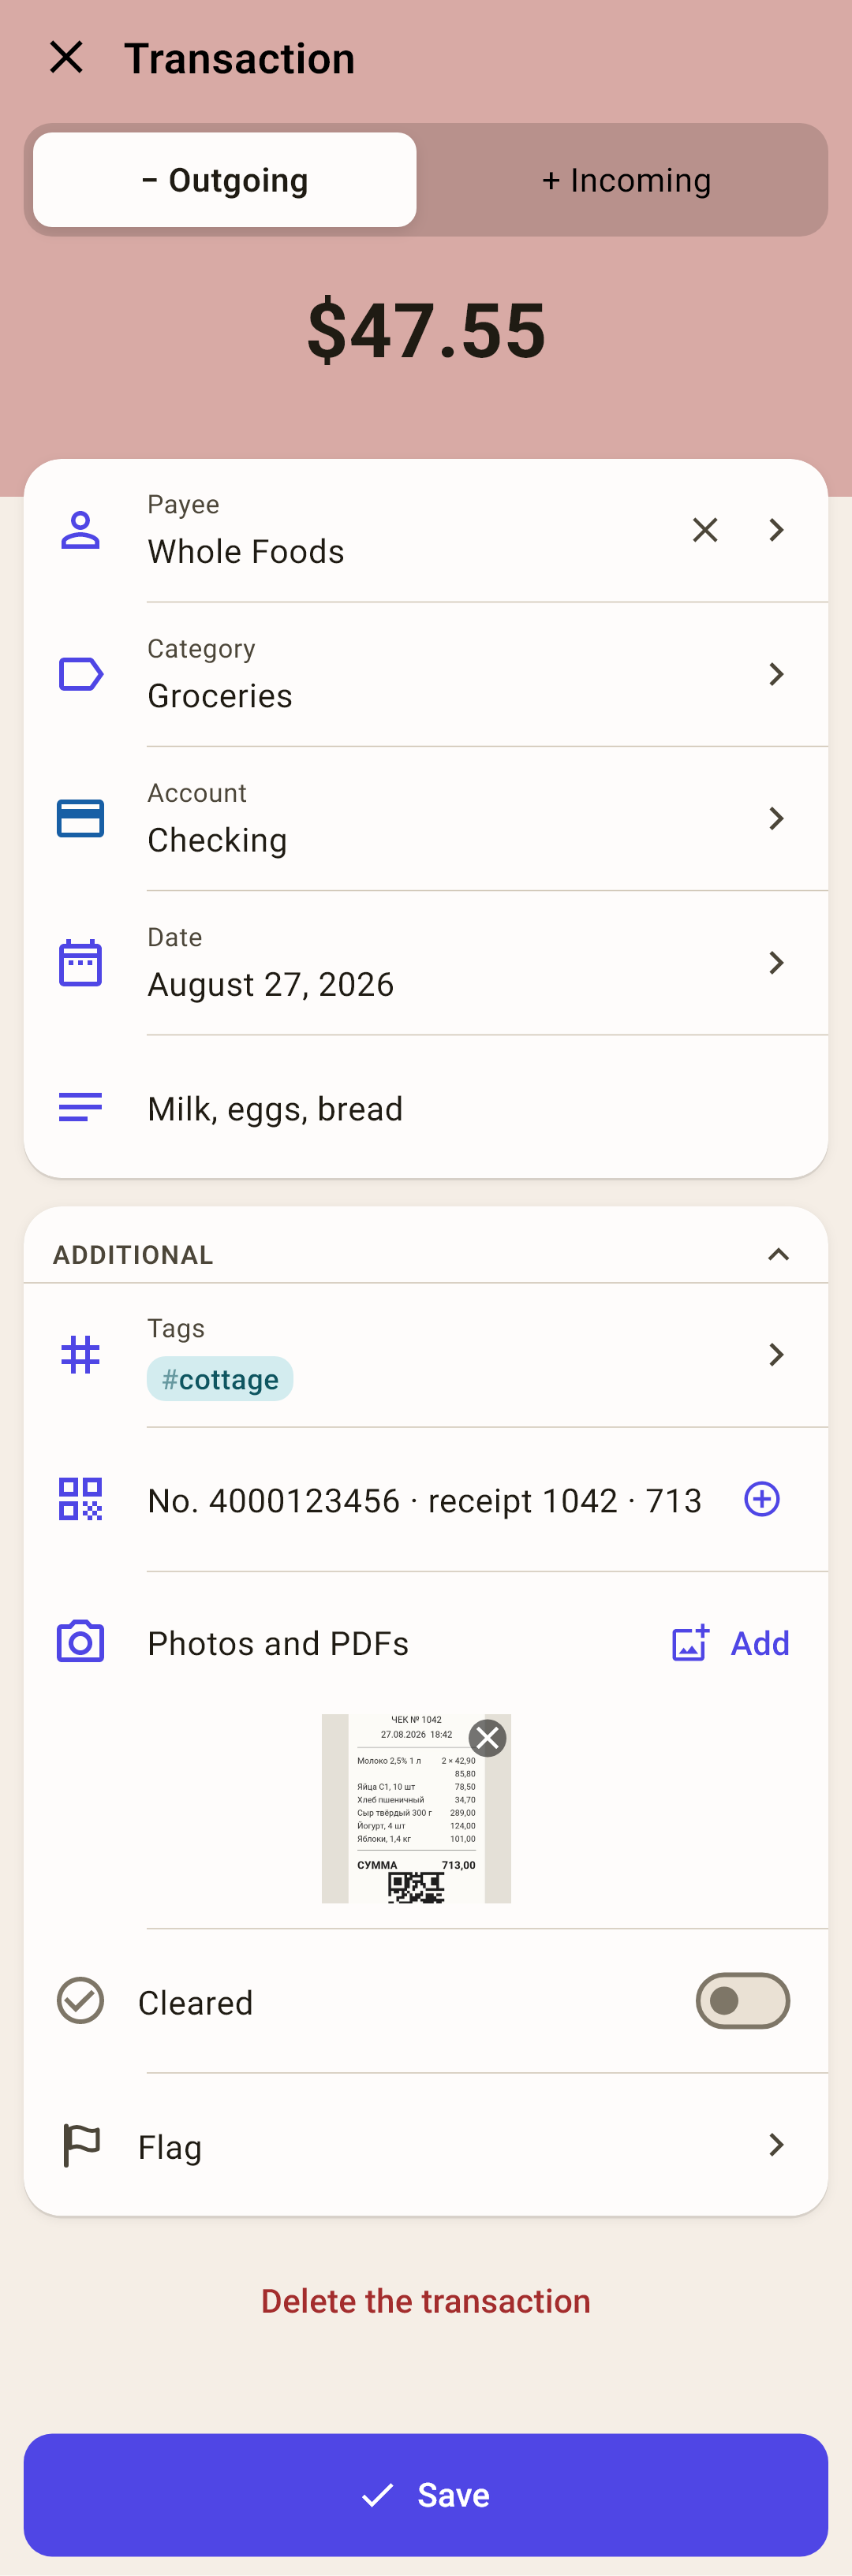 Transaction
− Outgoing
+ Incoming
$47.55
Payee
Whole Foods
Category
Groceries
Account
Checking
Date
August 27, 2026
Milk, eggs, bread
ADDITIONAL
Tags
#cottage
No. 4000123456 · receipt 1042 · 713
Photos and PDFs
Add
ЧЕК № 1042
27.08.2026 18:42
Молоко 2,5% 1 л 2 × 42,90
85,80
Яйца С1, 10 шт 78,50
Хлеб пшеничный 34,70
Сыр твёрдый 300 г 289,00
Йогурт, 4 шт 124,00
Яблоки, 1,4 кг 101,00
СУММА 713,00
Cleared
Flag
Delete the transaction
Save